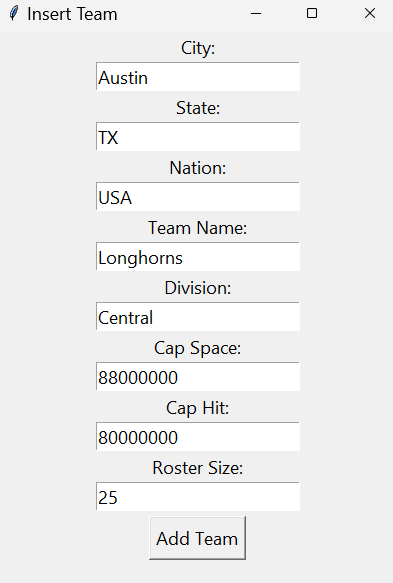 Insert Team
City:
Austin
State:
TX
Nation:
USA
Team Name:
Longhorns
Division:
Central
Cap Space:
88000000
Cap Hit:
80000000
Roster Size:
25
Add Team